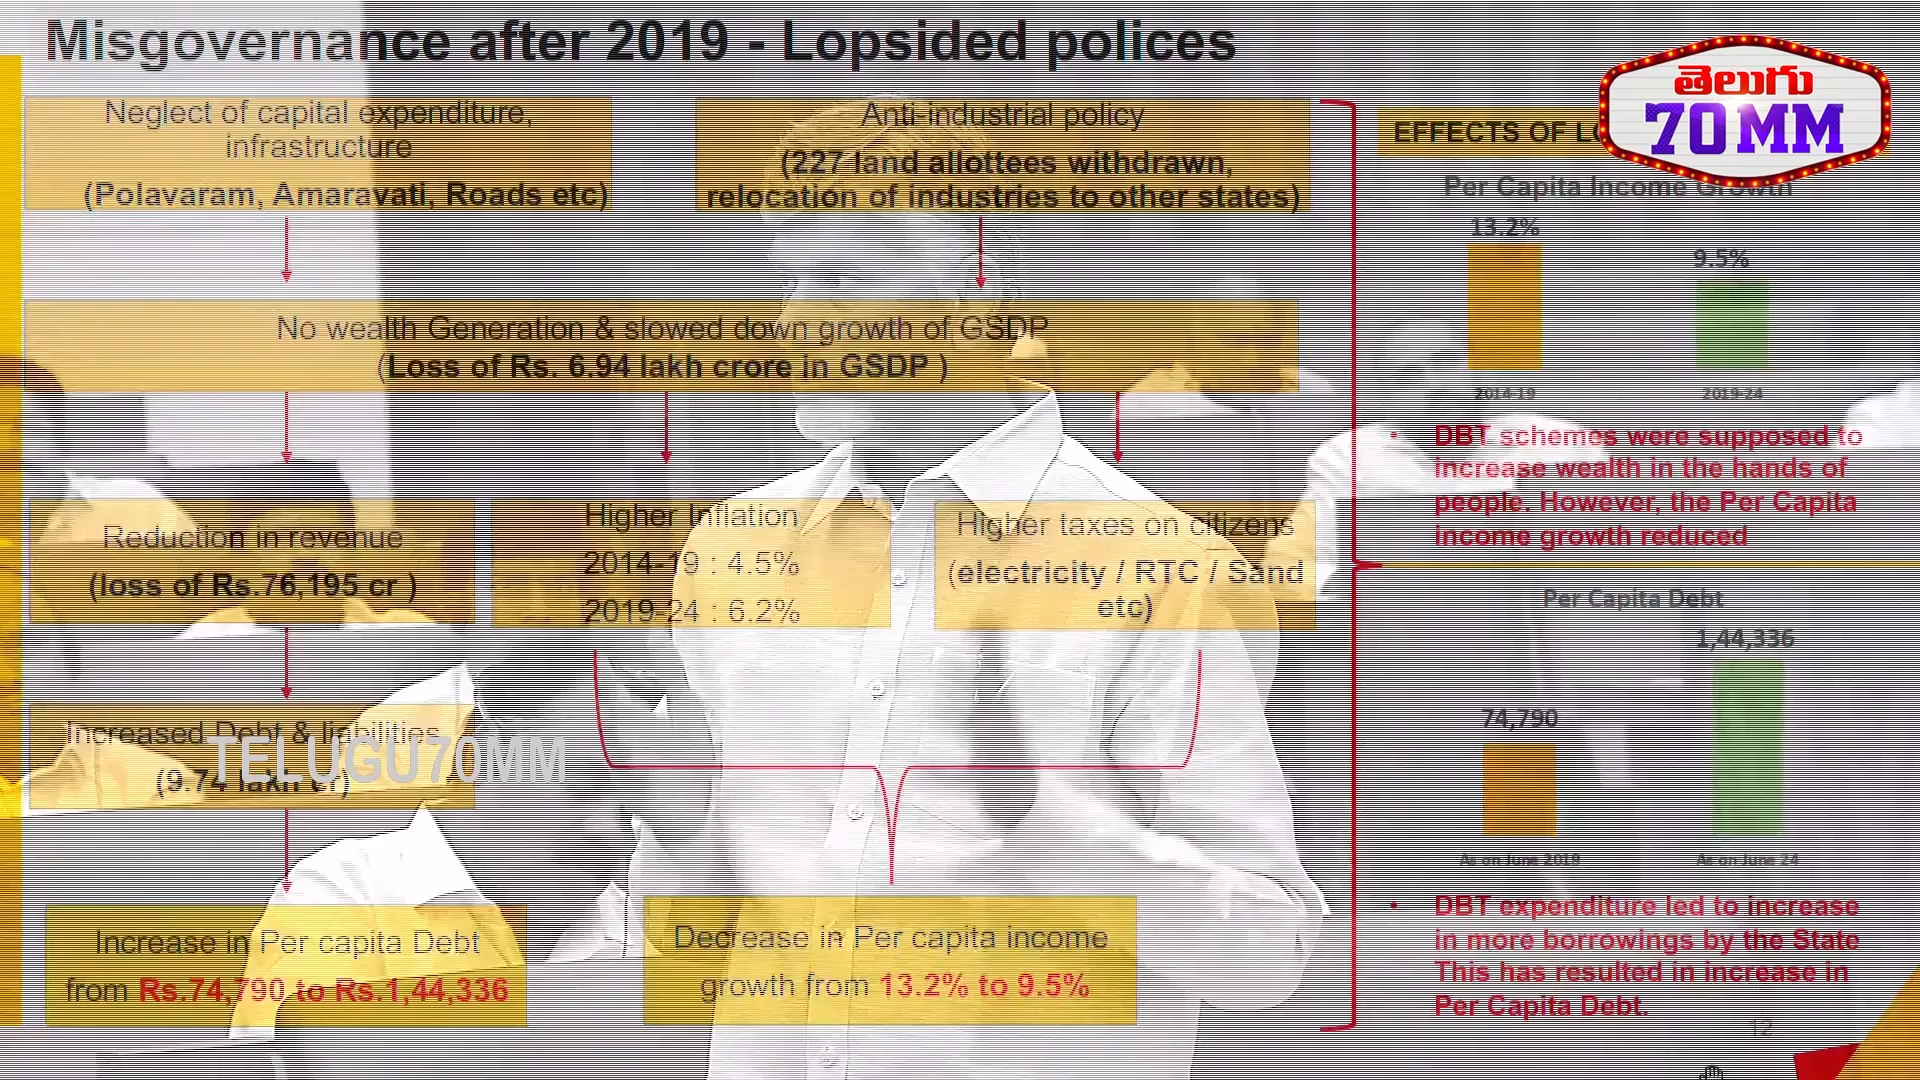 Misgovernance after 2019 - Lopsided polices
Neglect of capital expenditure,
infrastructure
(Polavaram, Amaravati, Roads etc)
Anti-industrial policy
(227 land allottees withdrawn,
relocation of industries to other states)
No wealth Generation & slowed down growth of GSDP
(Loss of Rs. 6.94 lakh crore in GSDP )
Reduction in revenue
(loss of Rs.76,195 cr )
Higher Inflation
2014-19 : 4.5%
2019-24 : 6.2%
Higher taxes on citizens
(electricity / RTC / Sand
etc)
Increased Debt & liabilities
(9.74 lakh cr)
TELUGU70MM
Increase in Per capita Debt
from Rs.74,790 to Rs.1,44,336
Decrease in Per capita income
growth from 13.2% to 9.5%
తెలుగు
70MM
EFFECTS OF
Per Capita Income Growth
13.2%
9.5%
2014-19
2019-24
• DBT schemes were supposed to
increase wealth in the hands of
people. However, the Per Capita
income growth reduced
Per Capita Debt
1,44,336
74,790
As on June 2019
As on June 24
• DBT expenditure led to increase
in more borrowings by the State
This has resulted in increase in
Per Capita Debt.
12